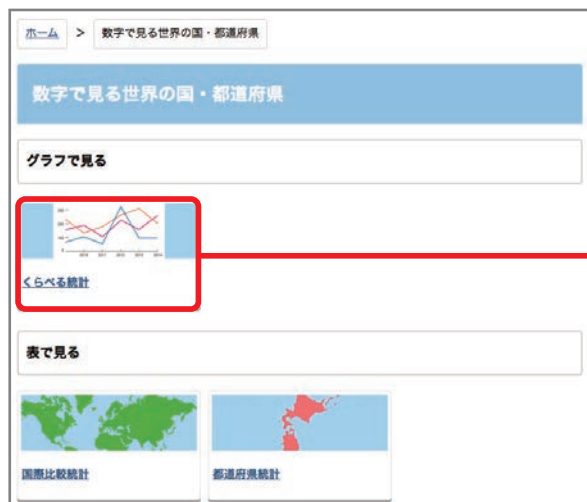 ホーム > 数字で見る世界の国・都道府県
数字で見る世界の国・都道府県
グラフで見る
くらべる統計
表で見る
国際比較統計 都道府県統計